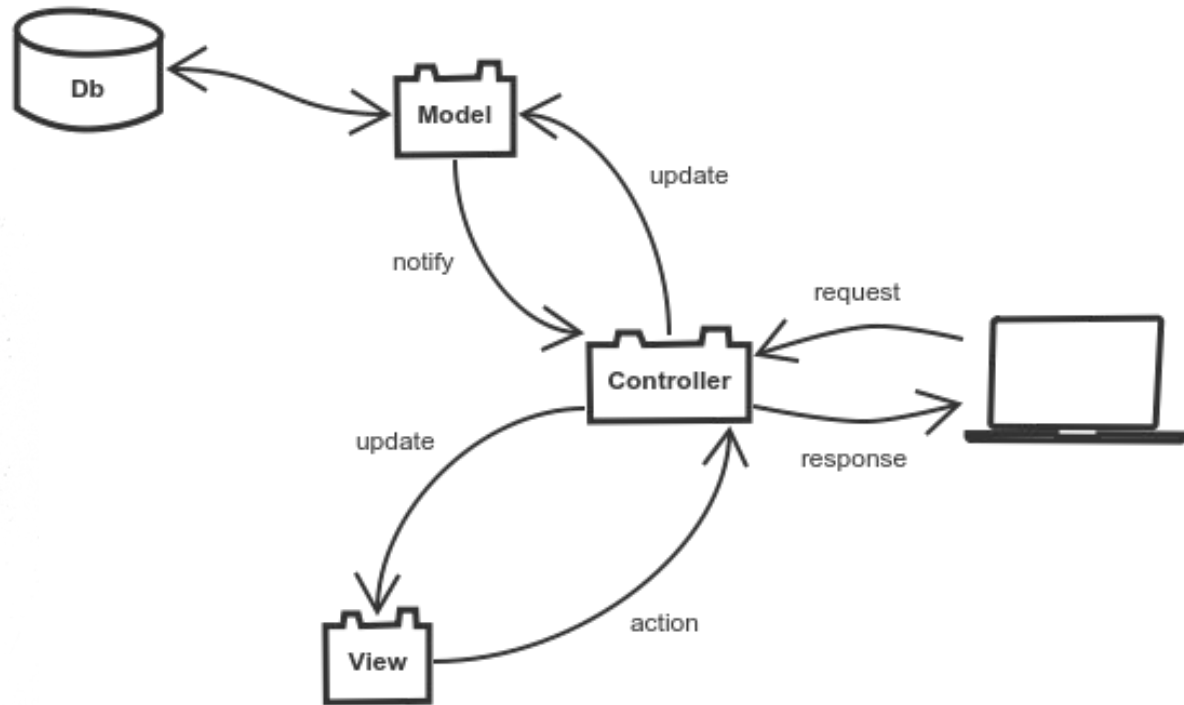 Db
Model
update
notify
request
Controller
update
response
action
View